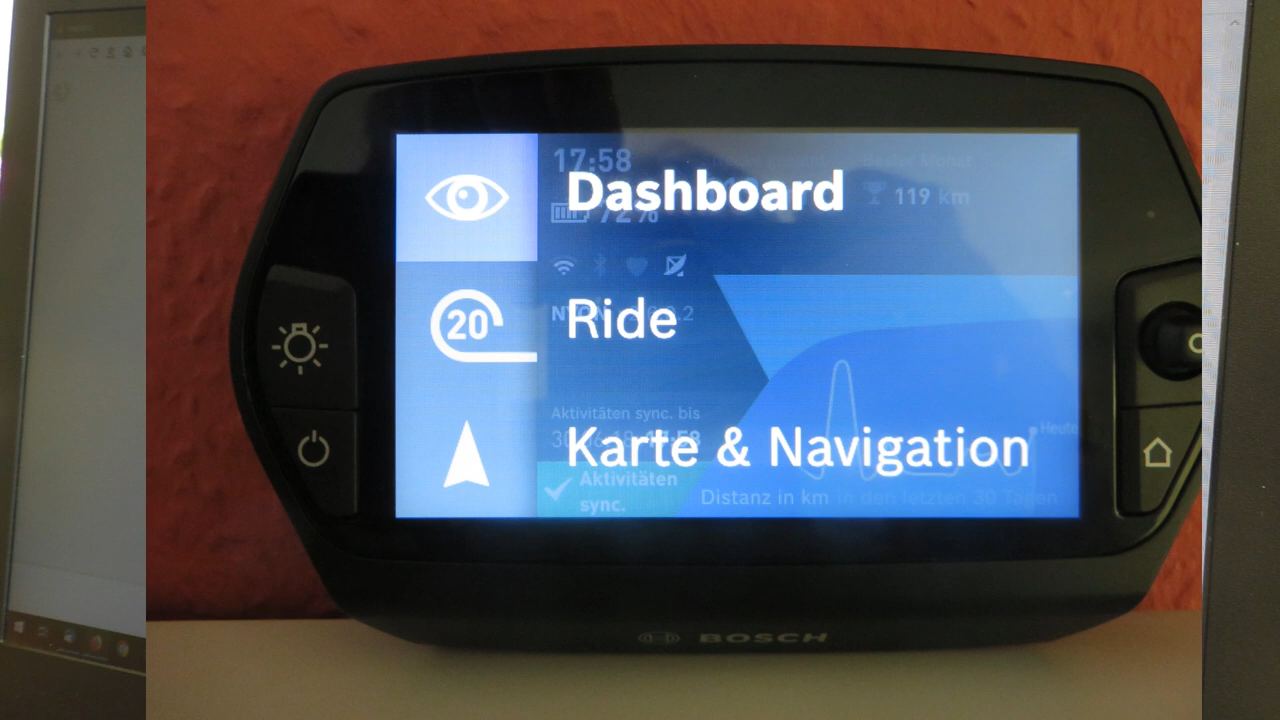 17:58
119 km
Dashboard
72%
20
Ride
Aktivitäten sync. bis
Heute
Karte & Navigation
Aktivitäten
sync.
Distanz in km in den letzten 30 Tagen
BOSCH